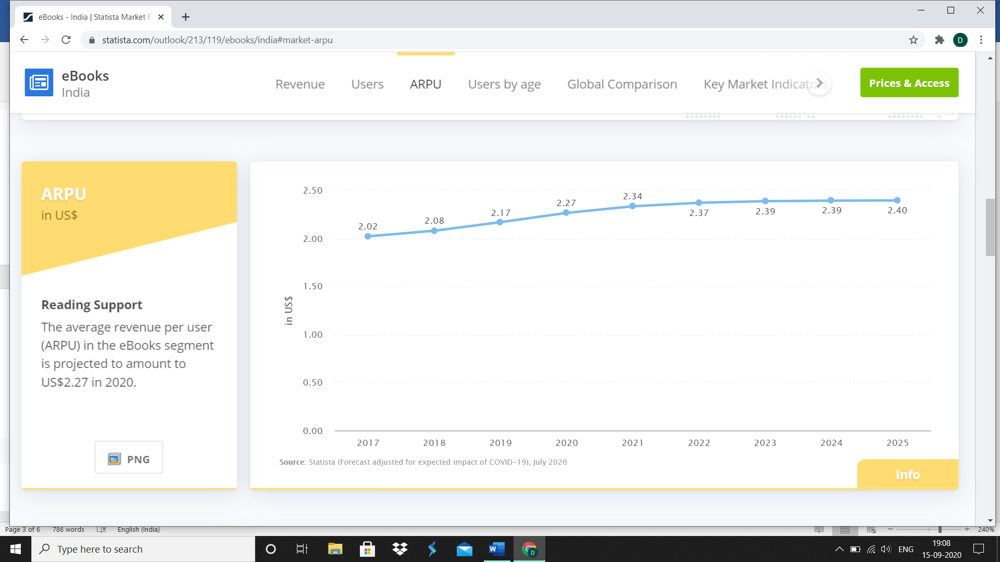 eBooks - India | Statista Market F
statista.com/outlook/213/119/ebooks/india#market-arpu
D
eBooks
India
Revenue
Users
ARPU
Users by age
Global Comparison
Key Market Indicators
Prices & Access
ARPU
in US$
Reading Support
The average revenue per user
(ARPU) in the eBooks segment
is projected to amount to
US$2.27 in 2020.
PNG
2.50
2.00
1.50
1.00
0.50
0.00
in US$
2.02
2.08
2.17
2.27
2.34
2.37
2.39
2.39
2.40
2017 2018 2019 2020 2021 2022 2023 2024 2025
Source: Statista (Forecast adjusted for expected impact of COVID-19), July 2020
Info
Page 3 of 6 786 words English (India)
240%
Type here to search
W
D
ENG
19:08
15-09-2020